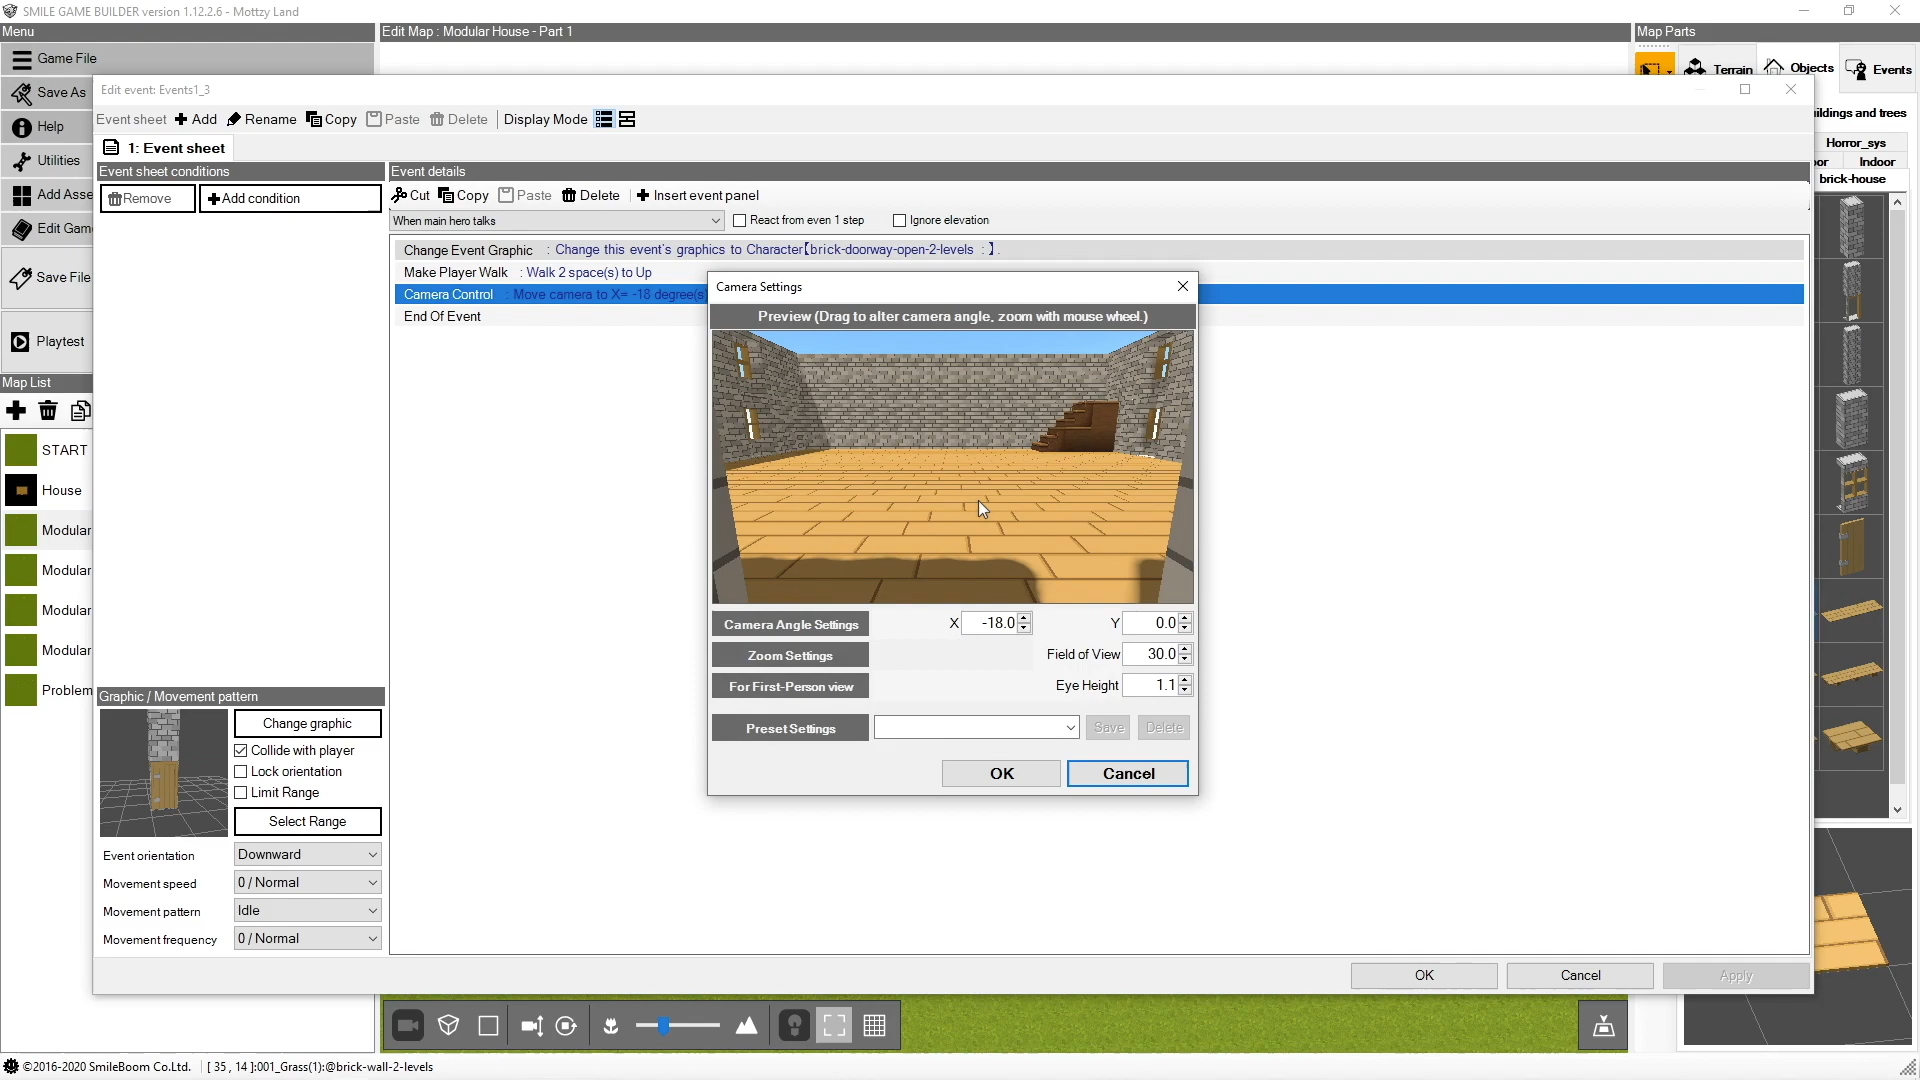 SMILE GAME BUILDER version 1.12.2.6 - Mottzy Land
Menu
Edit Map : Modular House - Part 1
Map Parts
Game File
Save As
Help
Utilities
Add Asse
Edit Gam
Save File
Playtest
Map List
START
House
Modular
Modular
Modular
Modular
Problem
Terrain
Objects
Events
ildings and trees
Horror_sys
oor
Indoor
brick-house
Edit event: Events1_3
Event sheet
Add
Rename
Copy
Paste
Delete
Display Mode
1: Event sheet
Event sheet conditions
Remove
Add condition
Event details
Cut
Copy
Paste
Delete
Insert event panel
When main hero talks
React from even 1 step
Ignore elevation
Change Event Graphic : Change this event's graphics to Character【brick-doorway-open-2-levels : 】.
Make Player Walk : Walk 2 space(s) to Up
Camera Control : Move camera to X= -18 degree(s
End Of Event
Camera Settings
Preview (Drag to alter camera angle, zoom with mouse wheel.)
Camera Angle Settings
X
-18.0
Y
0.0
Zoom Settings
Field of View
30.0
For First-Person view
Eye Height
1.1
Preset Settings
Save
Delete
OK
Cancel
Graphic / Movement pattern
Change graphic
Collide with player
Lock orientation
Limit Range
Select Range
Event orientation
Downward
Movement speed
0 / Normal
Movement pattern
Idle
Movement frequency
0 / Normal
OK
Cancel
Apply
©2016-2020 SmileBoom Co.Ltd.
[ 35 , 14 ]:001_Grass(1):@brick-wall-2-levels